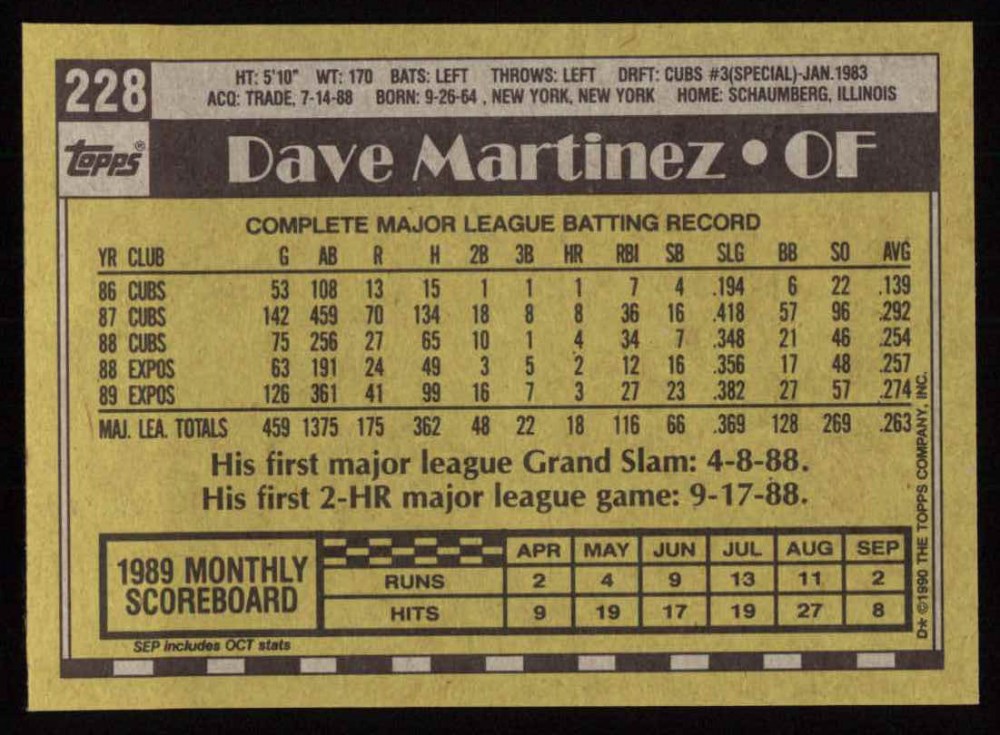 228
HT: 5'10" WT: 170 BATS: LEFT THROWS: LEFT DRFT: CUBS #3(SPECIAL)-JAN.1983
ACQ: TRADE, 7-14-88 BORN: 9-26-64 , NEW YORK, NEW YORK HOME: SCHAUMBERG, ILLINOIS
Topps®
Dave Martinez • OF
COMPLETE MAJOR LEAGUE BATTING RECORD
YR CLUB G AB R H 2B 3B HR RBI SB SLG BB SO AVG
86 CUBS 53 108 13 15 1 1 1 7 4 .194 6 22 .139
87 CUBS 142 459 70 134 18 8 8 36 16 .418 57 96 .292
88 CUBS 75 256 27 65 10 1 4 34 7 .348 21 46 .254
88 EXPOS 63 191 24 49 3 5 2 12 16 .356 17 48 .257
89 EXPOS 126 361 41 99 16 7 3 27 23 .382 27 57 .274
MAJ. LEA. TOTALS 459 1375 175 362 48 22 18 116 66 .369 128 269 .263
His first major league Grand Slam: 4-8-88.
His first 2-HR major league game: 9-17-88.
1989 MONTHLY
SCOREBOARD
APR MAY JUN JUL AUG SEP
RUNS 2 4 9 13 11 2
HITS 9 19 17 19 27 8
SEP includes OCT stats
D* ©1990 THE TOPPS COMPANY, INC.